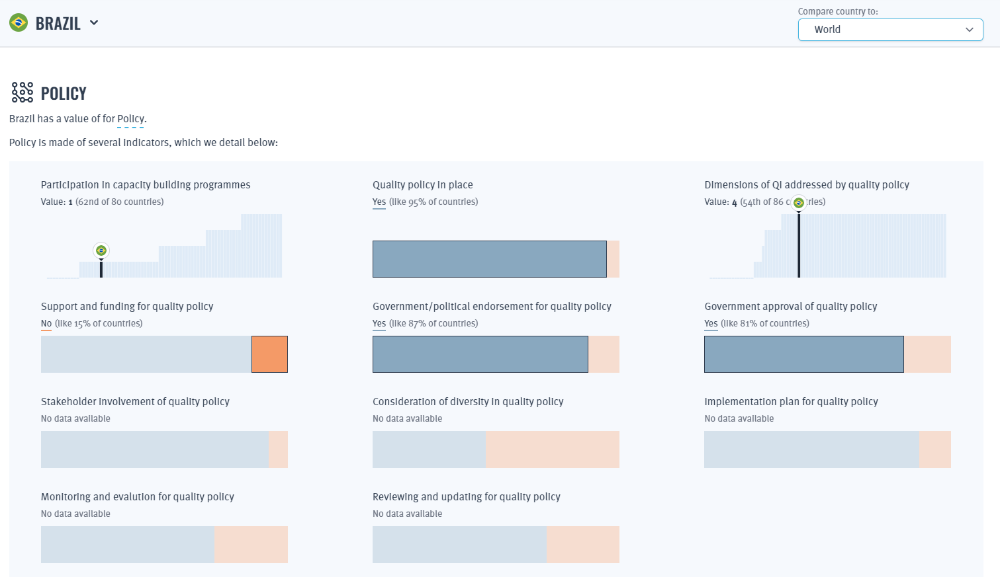 BRAZIL
Compare country to:
World
POLICY
Brazil has a value of for Policy.
Policy is made of several indicators, which we detail below:
Participation in capacity building programmes
Value: 1 (62nd of 80 countries)
Quality policy in place
Yes (like 95% of countries)
Dimensions of QI addressed by quality policy
Value: 4 (54th of 86 countries)
Support and funding for quality policy
No (like 15% of countries)
Government/political endorsement for quality policy
Yes (like 87% of countries)
Government approval of quality policy
Yes (like 81% of countries)
Stakeholder involvement of quality policy
No data available
Consideration of diversity in quality policy
No data available
Implementation plan for quality policy
No data available
Monitoring and evalution for quality policy
No data available
Reviewing and updating for quality policy
No data available